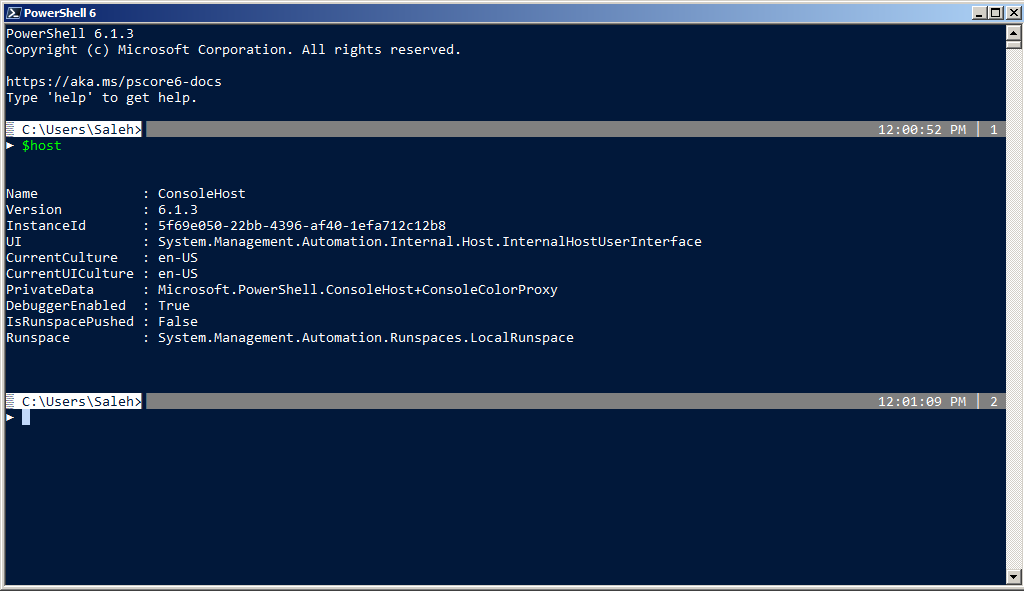 PowerShell 6
PowerShell 6.1.3
Copyright (c) Microsoft Corporation. All rights reserved.
https://aka.ms/pscore6-docs
Type 'help' to get help.
C:\Users\Saleh> 12:00:52 PM | 1
► $host
Name             : ConsoleHost
Version          : 6.1.3
InstanceId       : 5f69e050-22bb-4396-af40-1efa712c12b8
UI               : System.Management.Automation.Internal.Host.InternalHostUserInterface
CurrentCulture   : en-US
CurrentUICulture : en-US
PrivateData      : Microsoft.PowerShell.ConsoleHost+ConsoleColorProxy
DebuggerEnabled  : True
IsRunspacePushed : False
Runspace         : System.Management.Automation.Runspaces.LocalRunspace
C:\Users\Saleh> 12:01:09 PM | 2
►